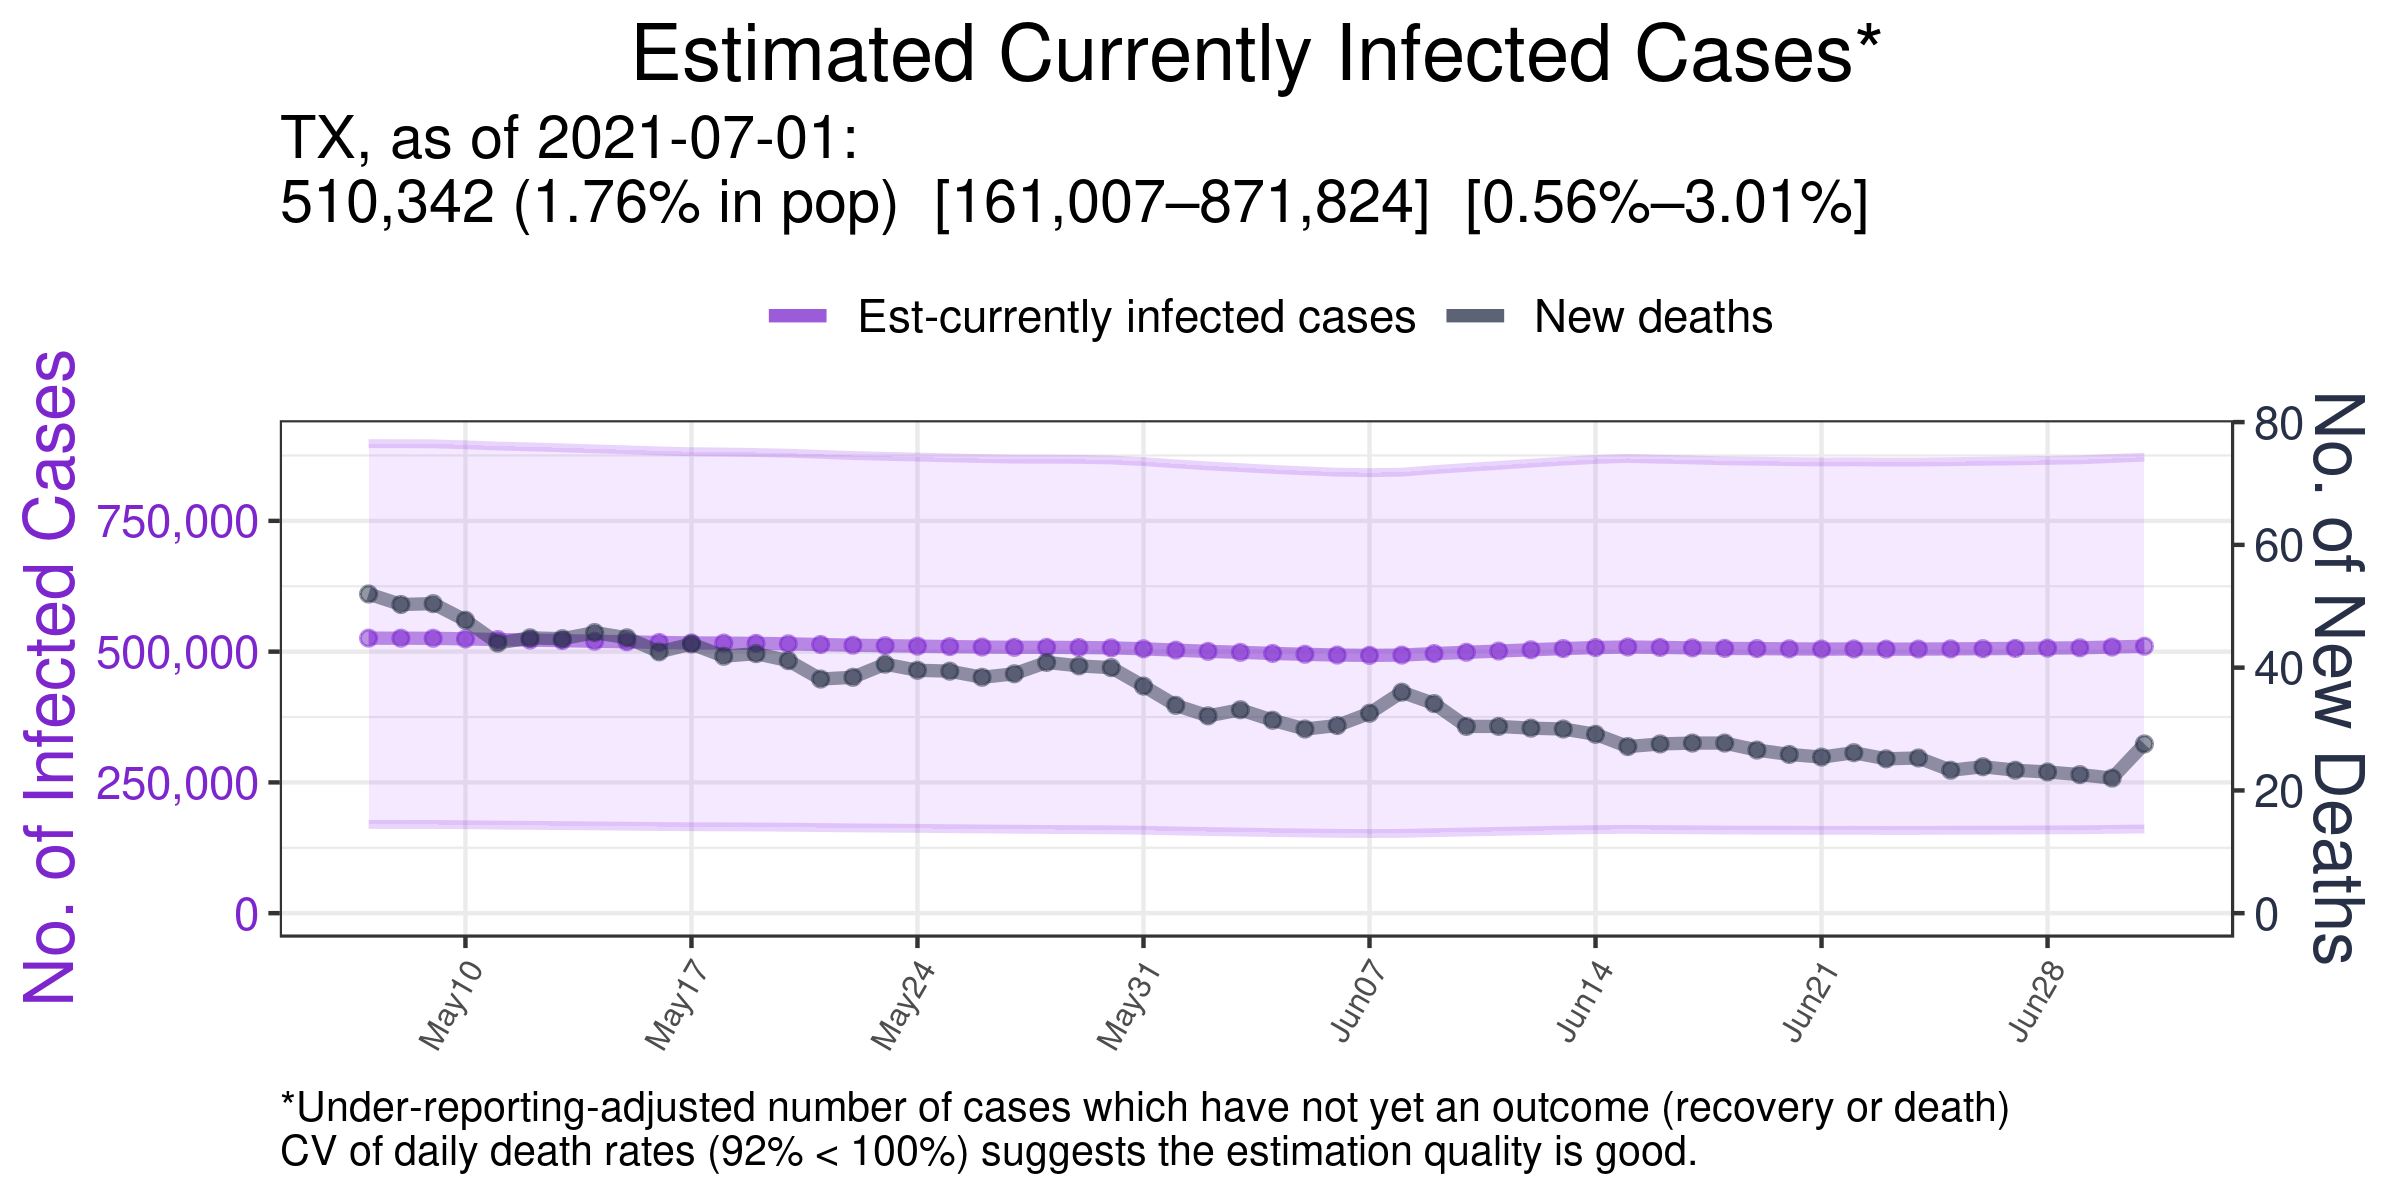 Estimated Currently Infected Cases*
TX, as of 2021-07-01:
510,342 (1.76% in pop) [161,007–871,824] [0.56%–3.01%]
Est-currently infected cases
New deaths
No. of Infected Cases
750,000
500,000
250,000
0
80
60
40
20
0
No. of New Deaths
May10
May17
May24
May31
Jun07
Jun14
Jun21
Jun28
*Under-reporting-adjusted number of cases which have not yet an outcome (recovery or death)
CV of daily death rates (92% < 100%) suggests the estimation quality is good.